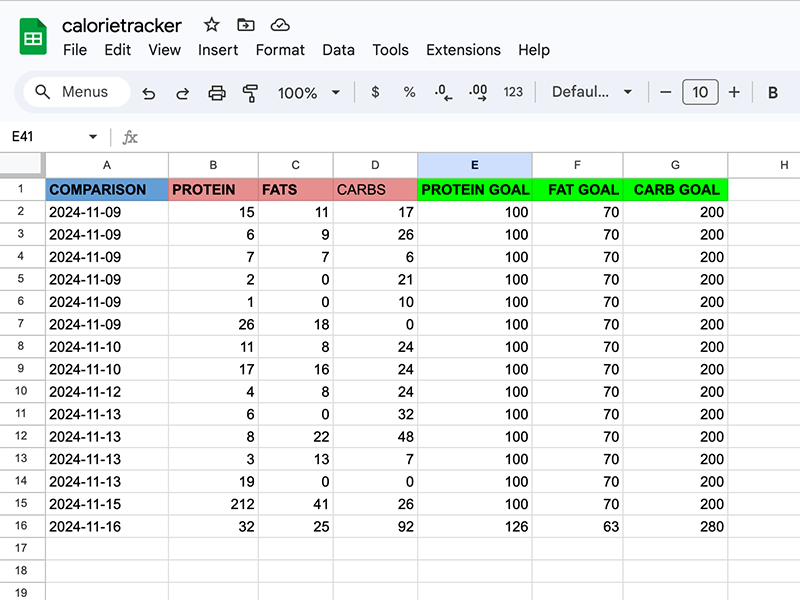 calorietracker
File Edit View Insert Format Data Tools Extensions Help
Menus 100% $ % .0 .00 123 Defaul... 10 B
E41 fx
A B C D E F G H
1 COMPARISON PROTEIN FATS CARBS PROTEIN GOAL FAT GOAL CARB GOAL
2 2024-11-09 15 11 17 100 70 200
3 2024-11-09 6 9 26 100 70 200
4 2024-11-09 7 7 6 100 70 200
5 2024-11-09 2 0 21 100 70 200
6 2024-11-09 1 0 10 100 70 200
7 2024-11-09 26 18 0 100 70 200
8 2024-11-10 11 8 24 100 70 200
9 2024-11-10 17 16 24 100 70 200
10 2024-11-12 4 8 24 100 70 200
11 2024-11-13 6 0 32 100 70 200
12 2024-11-13 8 22 48 100 70 200
13 2024-11-13 3 13 7 100 70 200
14 2024-11-13 19 0 0 100 70 200
15 2024-11-15 212 41 26 100 70 200
16 2024-11-16 32 25 92 126 63 280
17
18
19